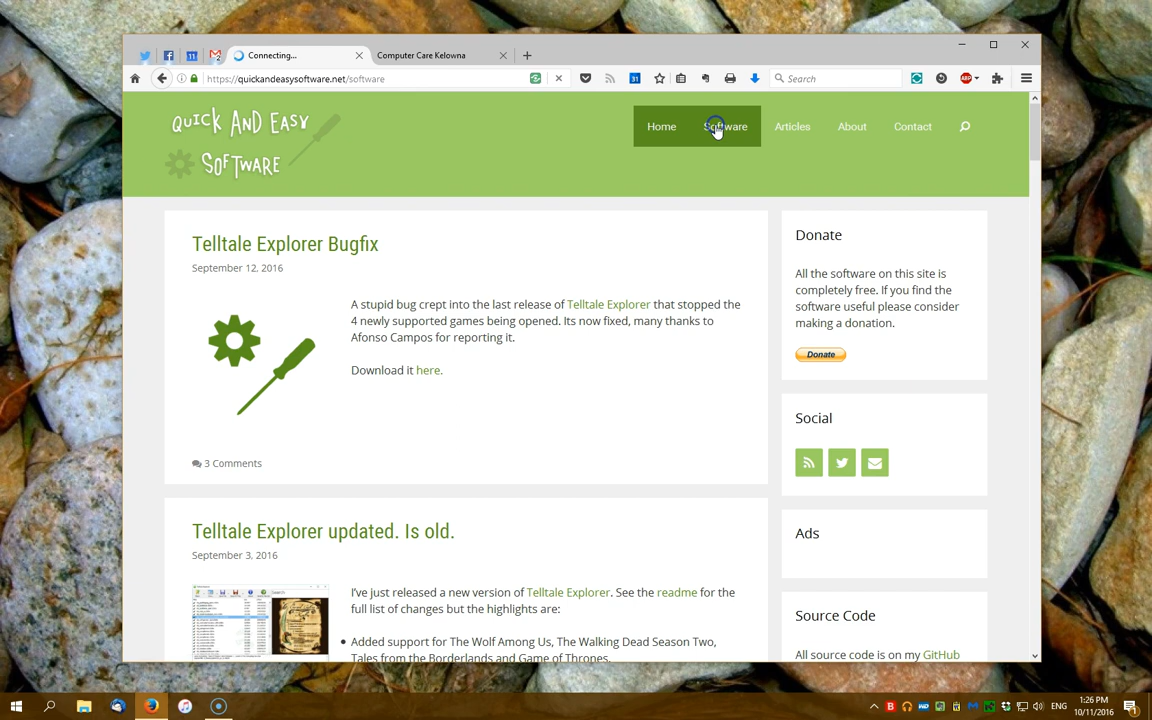 Connecting...
Computer Care Kelowna
https://quickandeasysoftware.net/software
Search
QUICK AND EASY
SOFTWARE
Home
Software
Articles
About
Contact
Telltale Explorer Bugfix
September 12, 2016
A stupid bug crept into the last release of Telltale Explorer that stopped the
4 newly supported games being opened. Its now fixed, many thanks to
Afonso Campos for reporting it.
Download it here.
3 Comments
Telltale Explorer updated. Is old.
September 3, 2016
I've just released a new version of Telltale Explorer. See the readme for the
full list of changes but the highlights are:
Added support for The Wolf Among Us, The Walking Dead Season Two,
Tales from the Borderlands and Game of Thrones.
Donate
All the software on this site is
completely free. If you find the
software useful please consider
making a donation.
Donate
Social
Ads
Source Code
All source code is on my GitHub
ENG
1:26 PM
10/11/2016